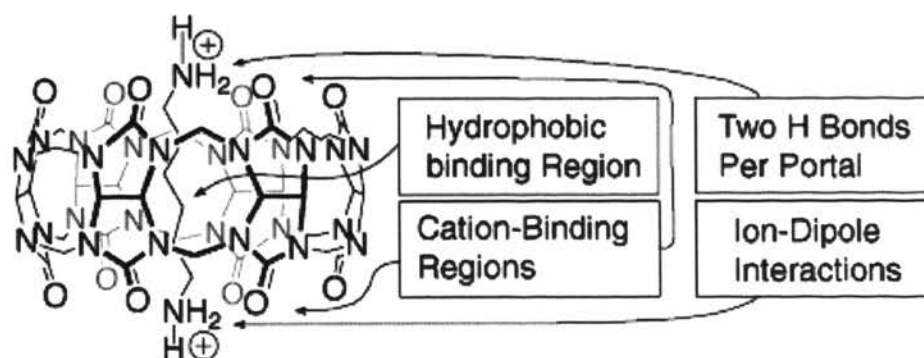 H ⊕
NH₂
O O O O O O
N N N N N N N N
Hydrophobic
binding Region
Two H Bonds
Per Portal
Cation-Binding
Regions
Ion-Dipole
Interactions
N N N N N N N N
O O O O O O
NH₂
H ⊕